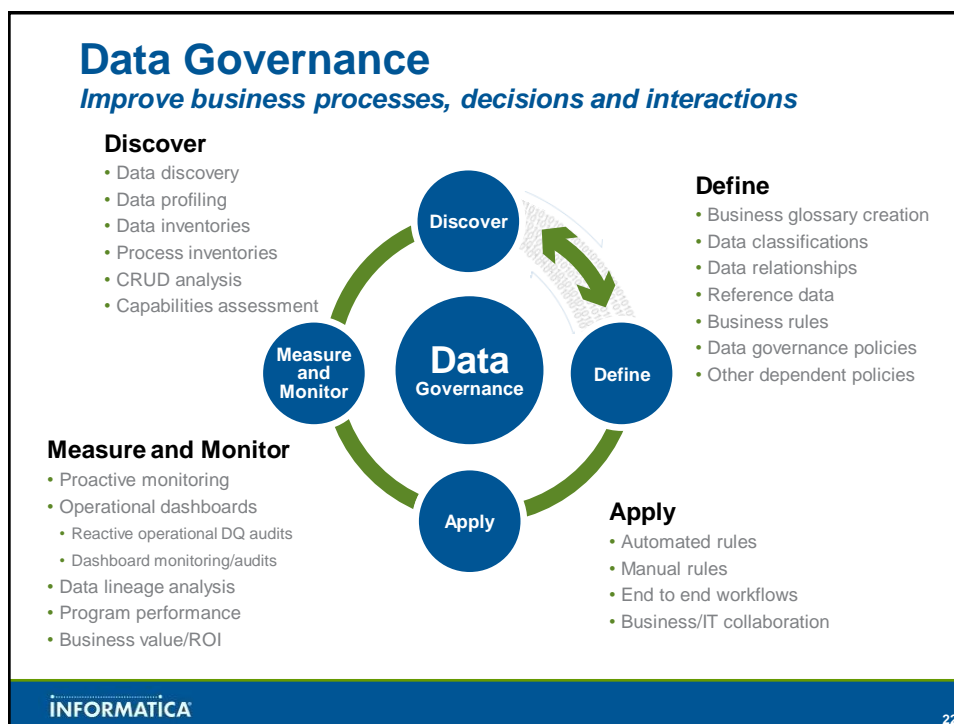 Data Governance
Improve business processes, decisions and interactions
Discover
• Data discovery
• Data profiling
• Data inventories
• Process inventories
• CRUD analysis
• Capabilities assessment
Define
• Business glossary creation
• Data classifications
• Data relationships
• Reference data
• Business rules
• Data governance policies
• Other dependent policies
Discover
Measure
and
Monitor
Data
Governance
Define
Apply
Measure and Monitor
• Proactive monitoring
• Operational dashboards
• Reactive operational DQ audits
• Dashboard monitoring/audits
• Data lineage analysis
• Program performance
• Business value/ROI
Apply
• Automated rules
• Manual rules
• End to end workflows
• Business/IT collaboration
INFORMATICA
22